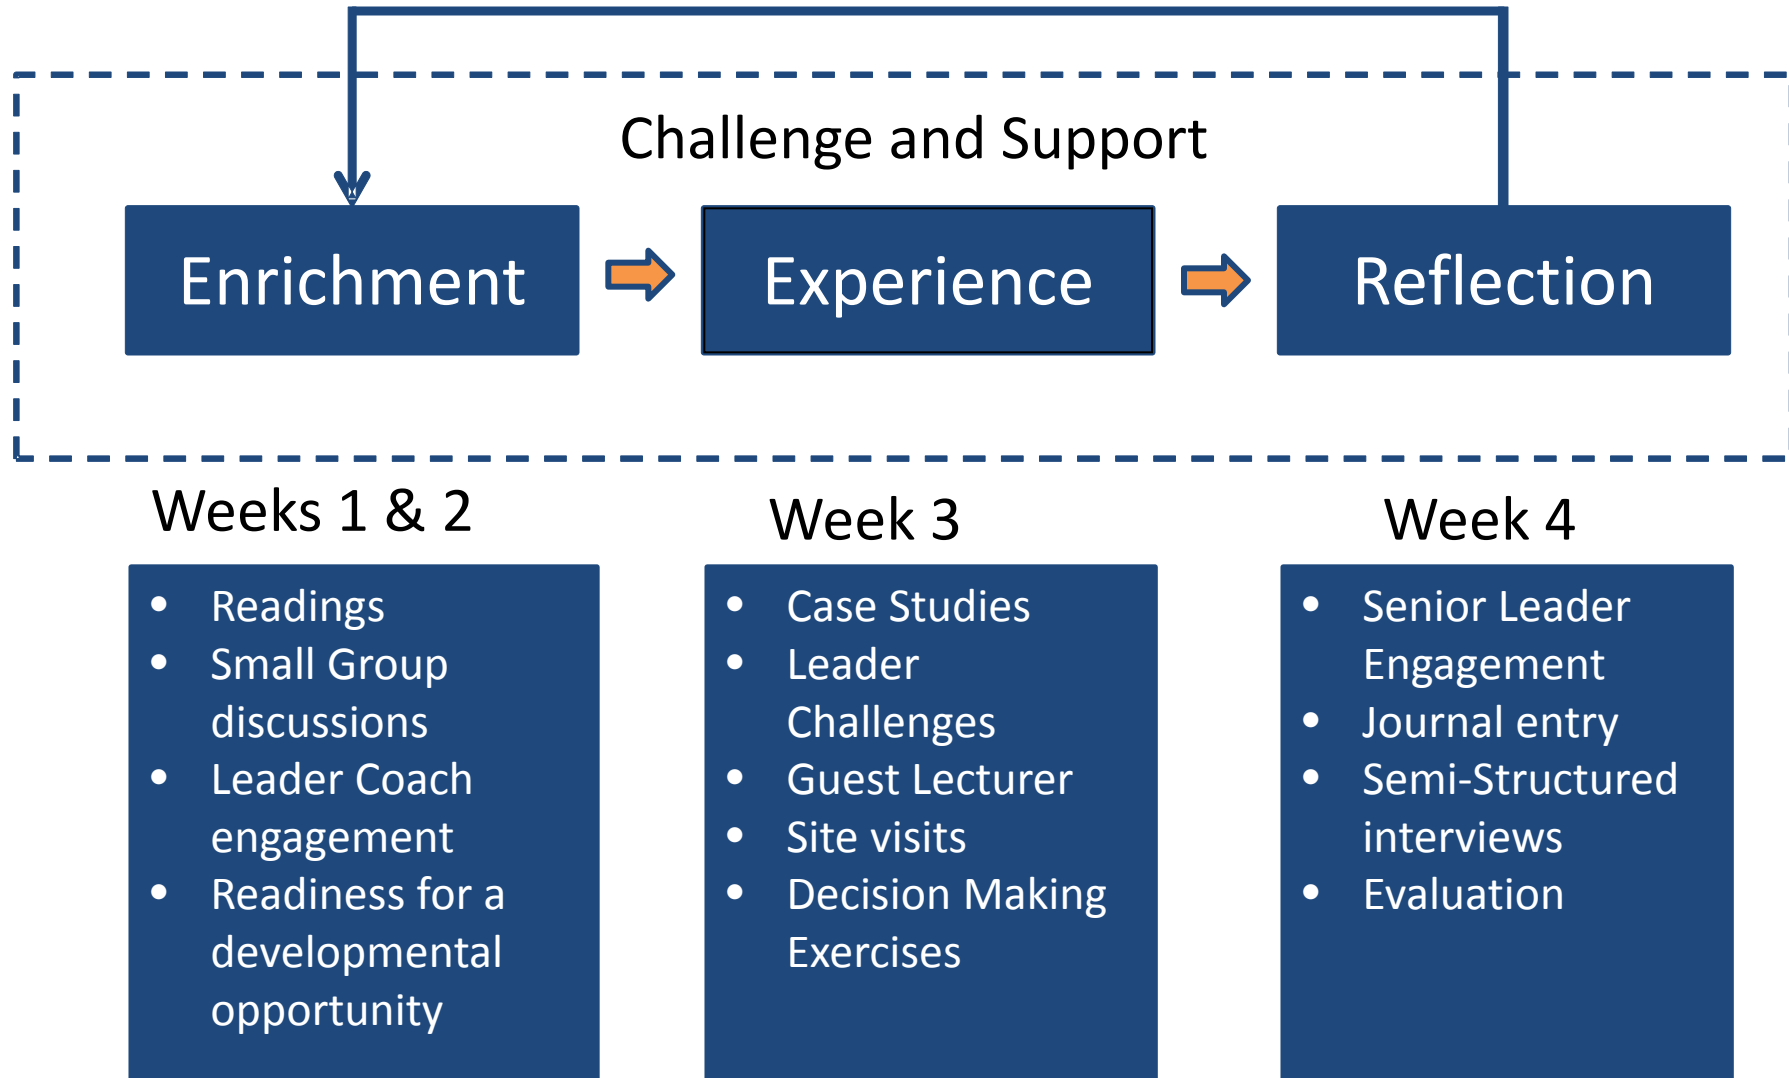 Challenge and Support
Enrichment
Experience
Reflection
Weeks 1 & 2
• Readings
• Small Group
discussions
• Leader Coach
engagement
• Readiness for a
developmental
opportunity
Week 3
• Case Studies
• Leader
Challenges
• Guest Lecturer
• Site visits
• Decision Making
Exercises
Week 4
• Senior Leader
Engagement
• Journal entry
• Semi-Structured
interviews
• Evaluation